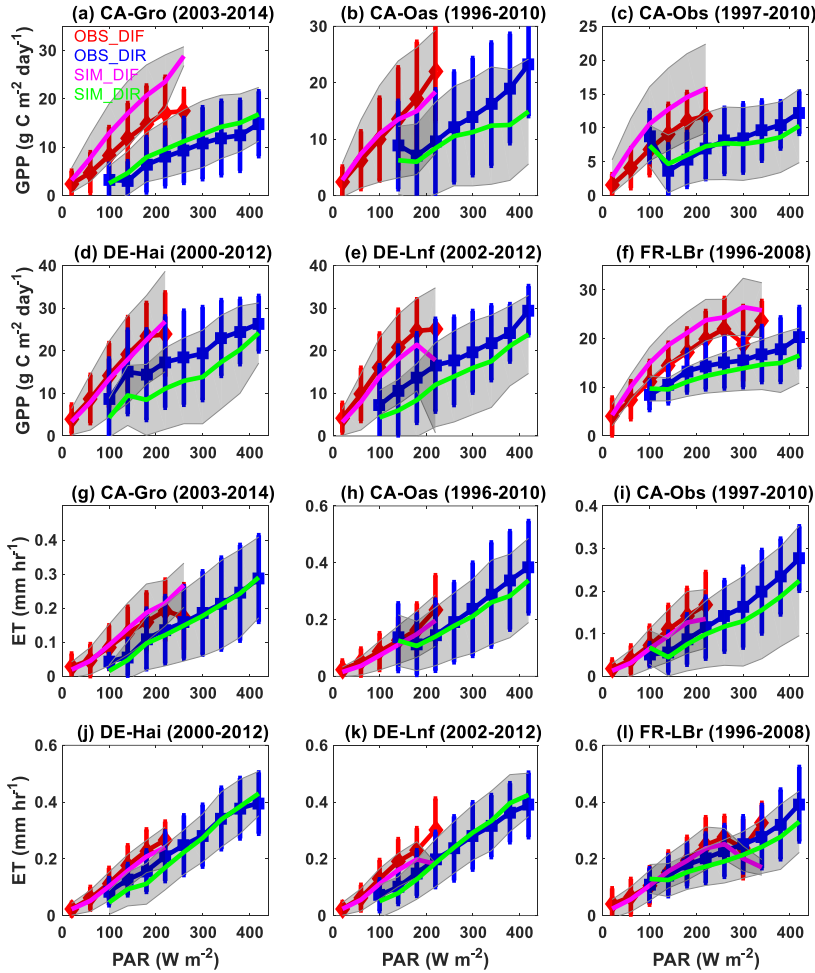 (a) CA-Gro (2003-2014)
(b) CA-Oas (1996-2010)
(c) CA-Obs (1997-2010)
OBS_DIF
OBS_DIR
SIM_DIF
SIM_DIR
GPP (g C m-2 day-1)
0 10 20 30
0 10 20 30
0 5 10 15 20 25
0 100 200 300 400
0 100 200 300 400
0 100 200 300 400
(d) DE-Hai (2000-2012)
(e) DE-Lnf (2002-2012)
(f) FR-LBr (1996-2008)
GPP (g C m-2 day-1)
0 10 20 30 40
0 10 20 30 40
0 10 20 30 40
0 100 200 300 400
0 100 200 300 400
0 100 200 300 400
(g) CA-Gro (2003-2014)
(h) CA-Oas (1996-2010)
(i) CA-Obs (1997-2010)
ET (mm hr-1)
0 0.1 0.2 0.3 0.4
0 0.2 0.4 0.6
0 0.1 0.2 0.3 0.4
0 100 200 300 400
0 100 200 300 400
0 100 200 300 400
(j) DE-Hai (2000-2012)
(k) DE-Lnf (2002-2012)
(l) FR-LBr (1996-2008)
ET (mm hr-1)
0 0.2 0.4 0.6
0 0.2 0.4 0.6
0 0.2 0.4 0.6
0 100 200 300 400
0 100 200 300 400
0 100 200 300 400
PAR (W m-2)
PAR (W m-2)
PAR (W m-2)